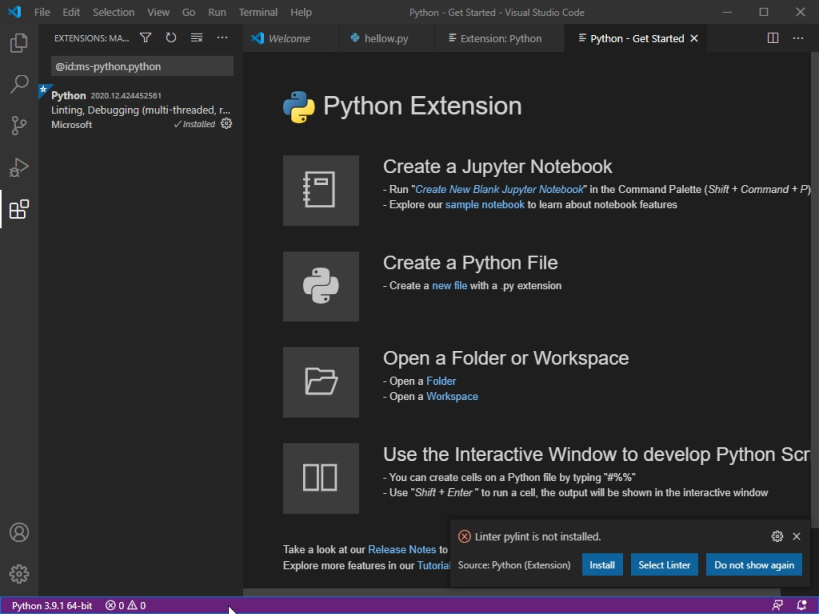 File Edit Selection View Go Run Terminal Help Python - Get Started - Visual Studio Code
EXTENSIONS: MA...
Welcome hellow.py Extension: Python Python - Get Started
@id:ms-python.python
Python 2020.12.424452561
Linting, Debugging (multi-threaded, r...
Microsoft ✓ Installed
Python Extension
Create a Jupyter Notebook
- Run "Create New Blank Jupyter Notebook" in the Command Palette (Shift + Command + P)
- Explore our sample notebook to learn about notebook features
Create a Python File
- Create a new file with a .py extension
Open a Folder or Workspace
- Open a Folder
- Open a Workspace
Use the Interactive Window to develop Python Scr
- You can create cells on a Python file by typing "#%%"
- Use "Shift + Enter " to run a cell, the output will be shown in the interactive window
Take a look at our Release Notes to
Explore more features in our Tutorial
Linter pylint is not installed.
Source: Python (Extension) Install Select Linter Do not show again
Python 3.9.1 64-bit 0 0